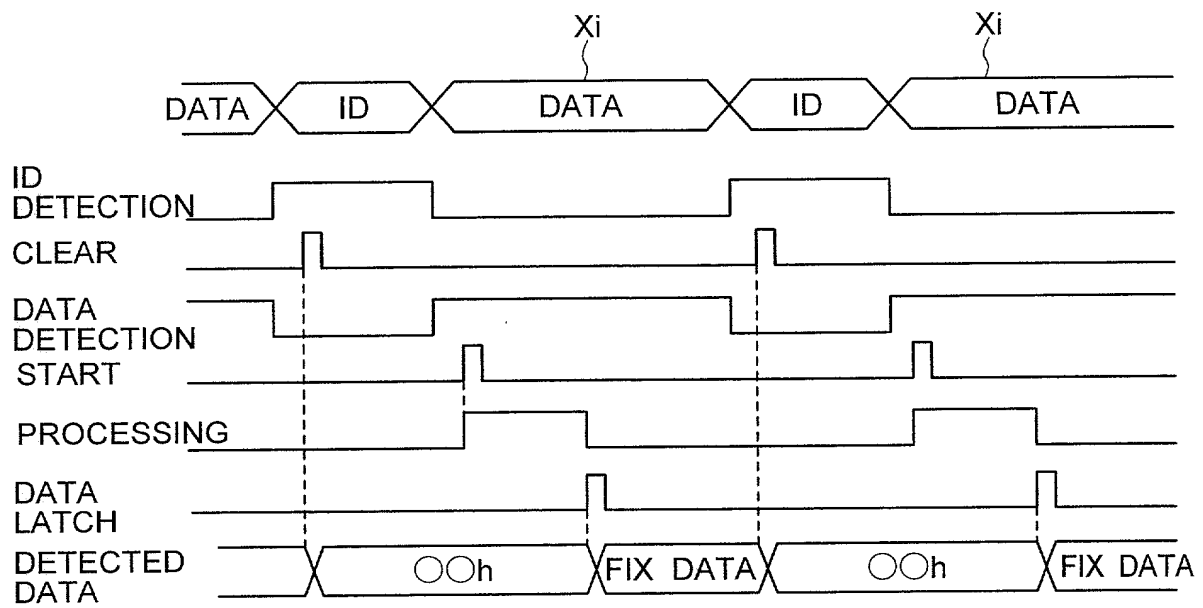 Xi Xi
DATA ID DATA ID DATA
ID
DETECTION
CLEAR
DATA
DETECTION
START
PROCESSING
DATA
LATCH
DETECTED
DATA
○○h FIX DATA ○○h FIX DATA